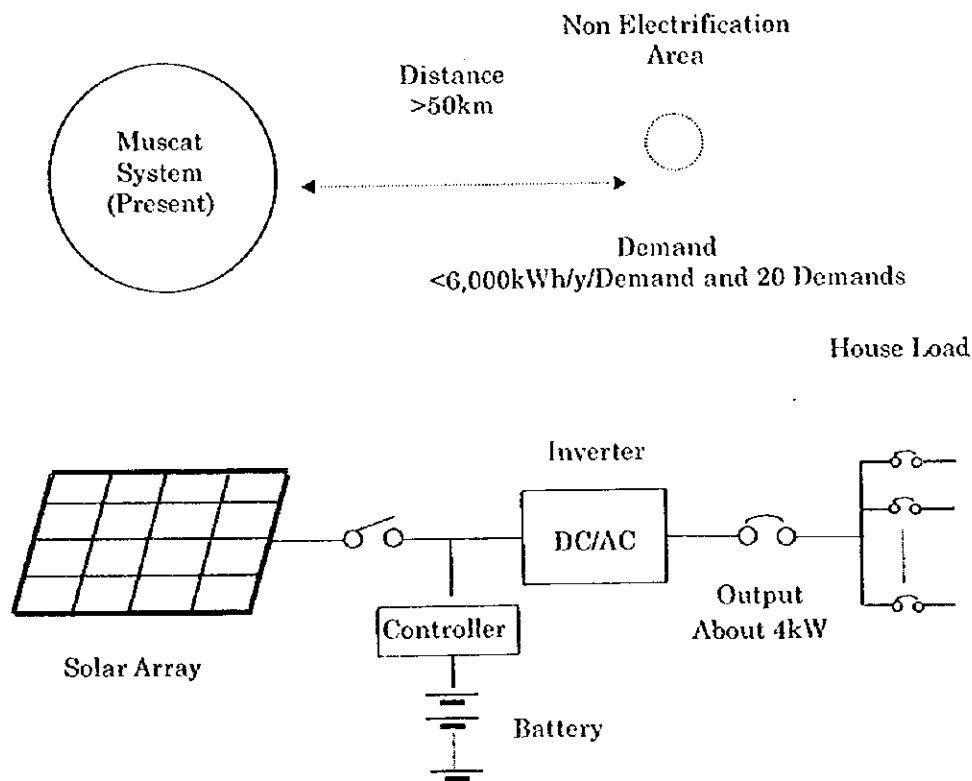 Non Electrification
Area
Distance
>50km
Muscat
System
(Present)
Demand
<6,000kWh/y/Demand and 20 Demands
House Load
Inverter
DC/AC
Output
About 4kW
Controller
Solar Array
Battery